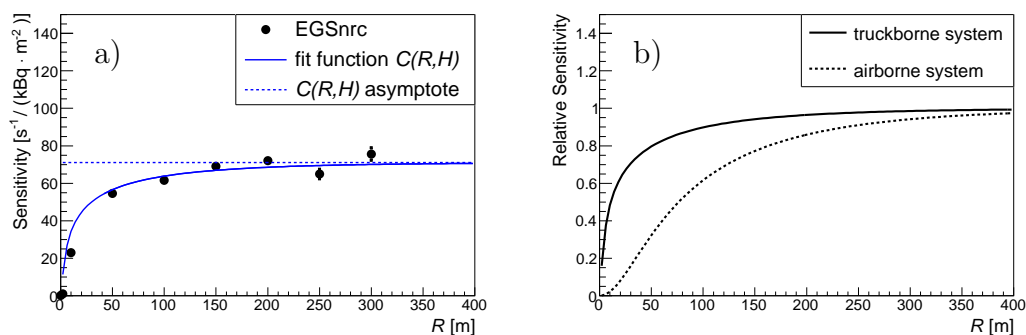 a)
EGSnrc
fit function C(R,H)
C(R,H) asymptote
Sensitivity [s⁻¹ / (kBq · m⁻²)]
140
120
100
80
60
40
20
0
0 50 100 150 200 250 300 350 400
R [m]
b)
truckborne system
airborne system
Relative Sensitivity
1.4
1.2
1
0.8
0.6
0.4
0.2
0
0 50 100 150 200 250 300 350 400
R [m]